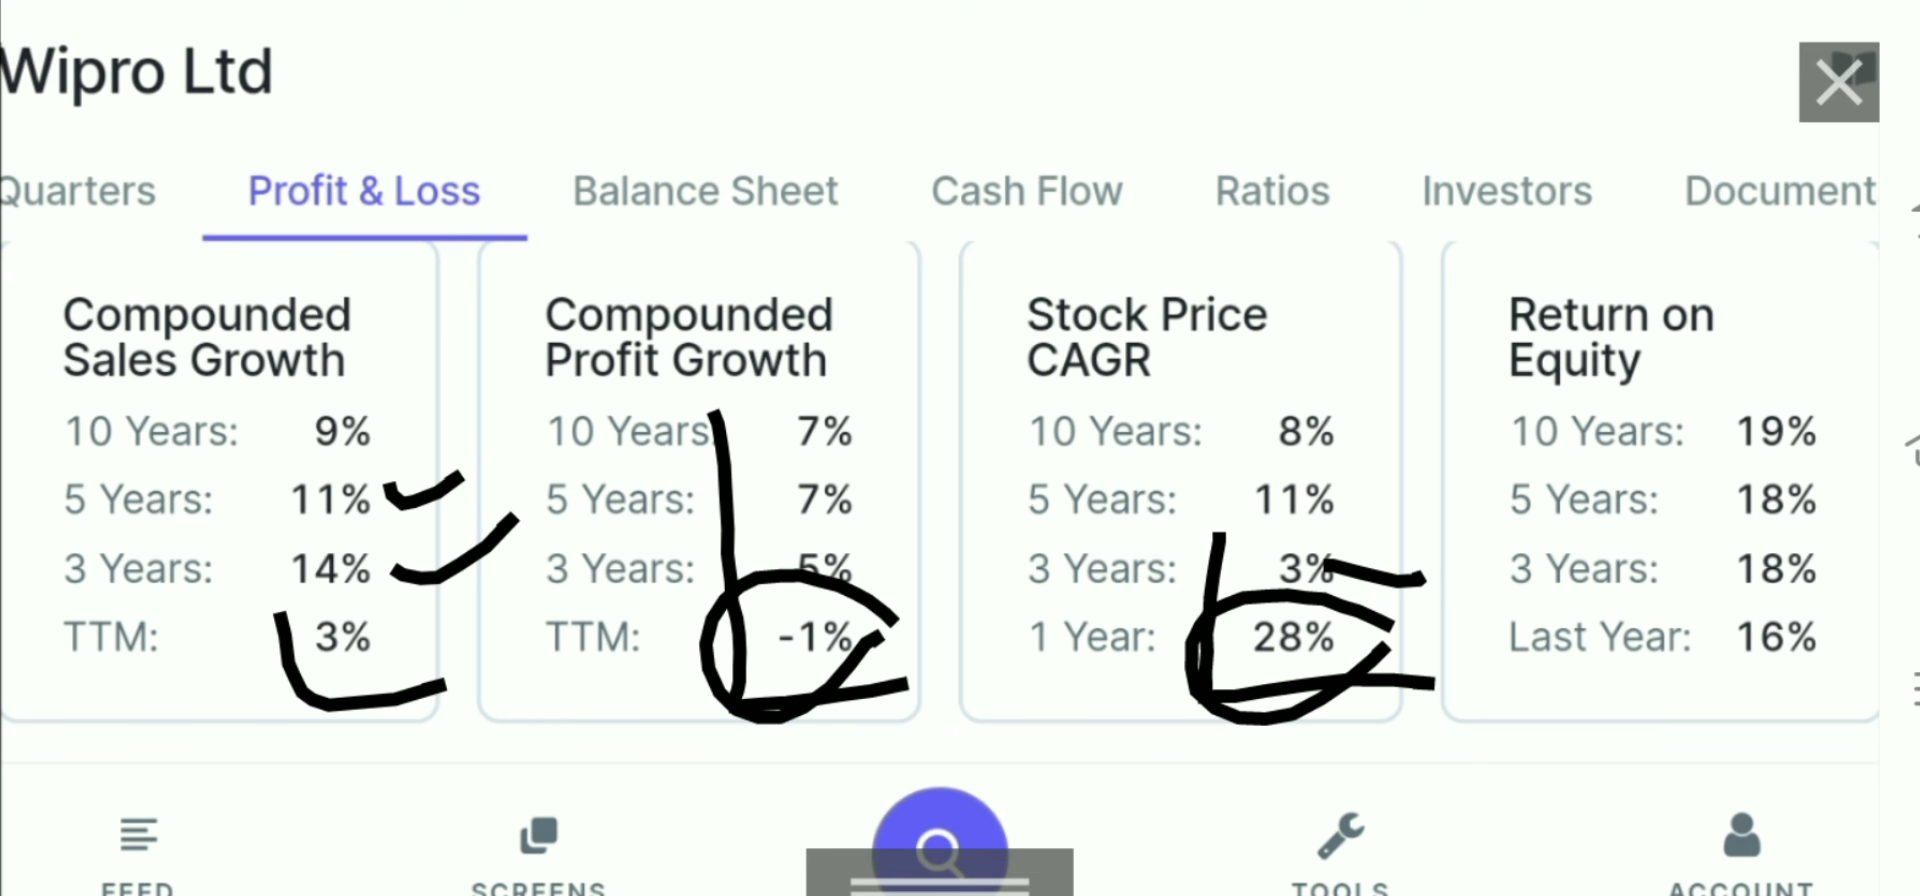 Wipro Ltd
Quarters Profit & Loss Balance Sheet Cash Flow Ratios Investors Document
Compounded
Sales Growth
10 Years: 9%
5 Years: 11%
3 Years: 14%
TTM: 3%
Compounded
Profit Growth
10 Years: 7%
5 Years: 7%
3 Years: 5%
TTM: -1%
Stock Price
CAGR
10 Years: 8%
5 Years: 11%
3 Years: 3%
1 Year: 28%
Return on
Equity
10 Years: 19%
5 Years: 18%
3 Years: 18%
Last Year: 16%
FEED SCREENS TOOLS ACCOUNT